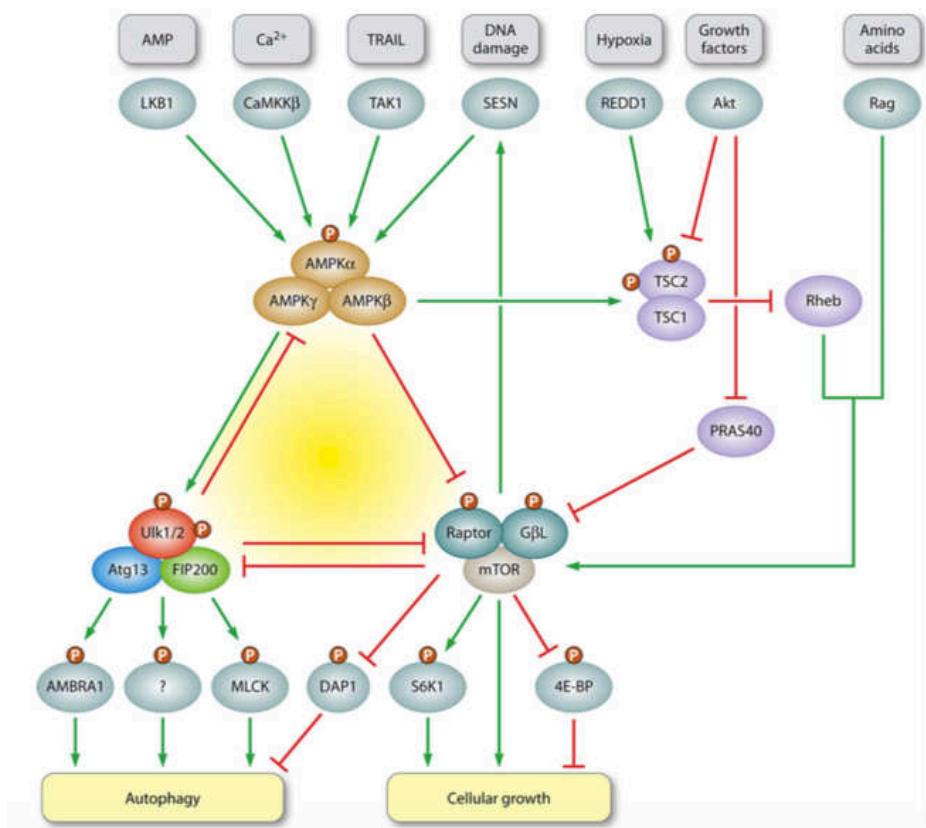 AMP
Ca²⁺
TRAIL
DNA
damage
Hypoxia
Growth
factors
Amino
acids
LKB1
CaMKKβ
TAK1
SESN
REDD1
Akt
Rag
P
AMPKα
AMPKγ
AMPKβ
P
P
TSC2
TSC1
Rheb
PRAS40
P
Ulk1/2
P
Atg13
FIP200
P
P
Raptor
GβL
mTOR
P
P
P
P
P
P
AMBRA1
?
MLCK
DAP1
S6K1
4E-BP
Autophagy
Cellular growth